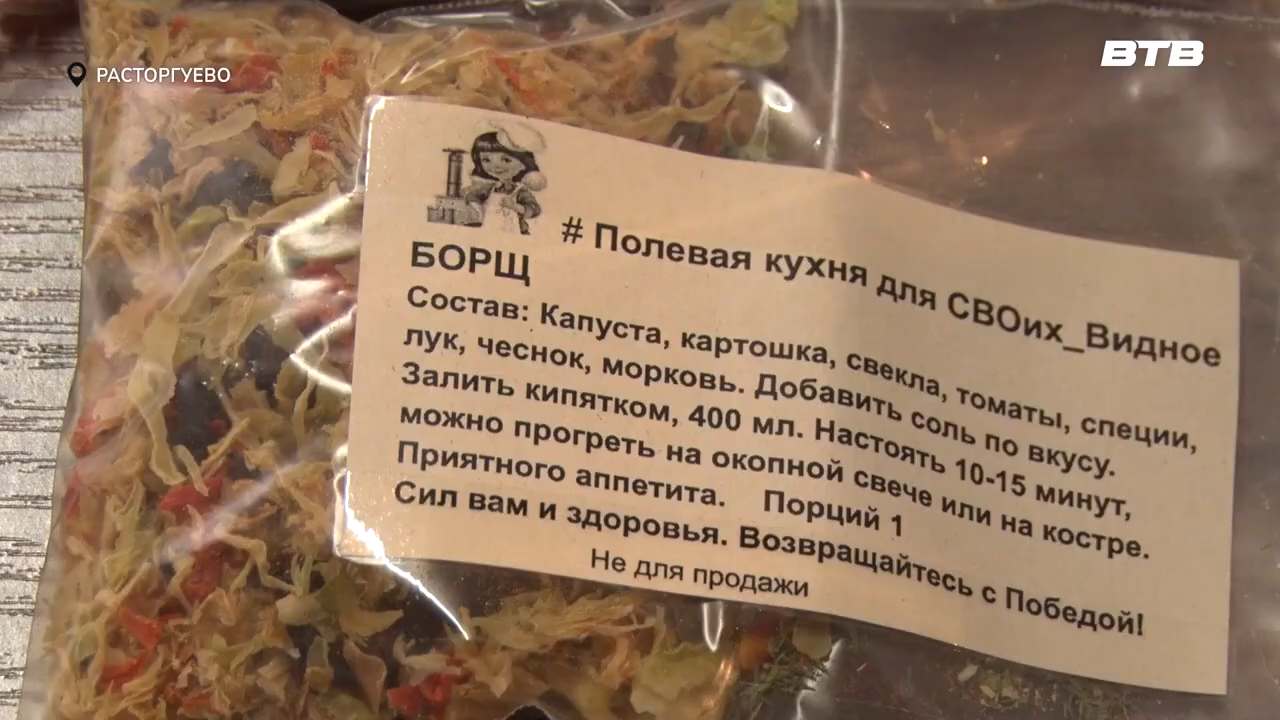 РАСТОРГУЕВО
ВТВ
# Полевая кухня для СВОих_Видное
БОРЩ
Состав: Капуста, картошка, свекла, томаты, специи,
лук, чеснок, морковь. Добавить соль по вкусу.
Залить кипятком, 400 мл. Настоять 10-15 минут,
можно прогреть на окопной свече или на костре.
Приятного аппетита. Порций 1
Сил вам и здоровья. Возвращайтесь с Победой!
Не для продажи